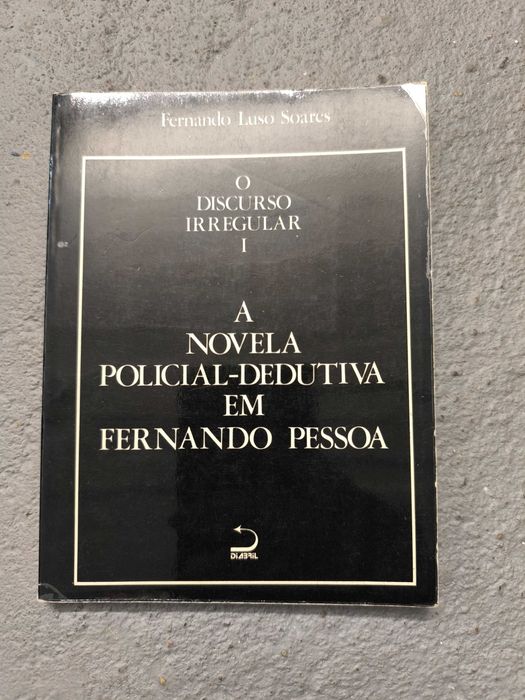 Fernando Luso Soares
O
DISCURSO
IRREGULAR
I
A
NOVELA
POLICIAL-DEDUTIVA
EM
FERNANDO PESSOA
DIABRIL